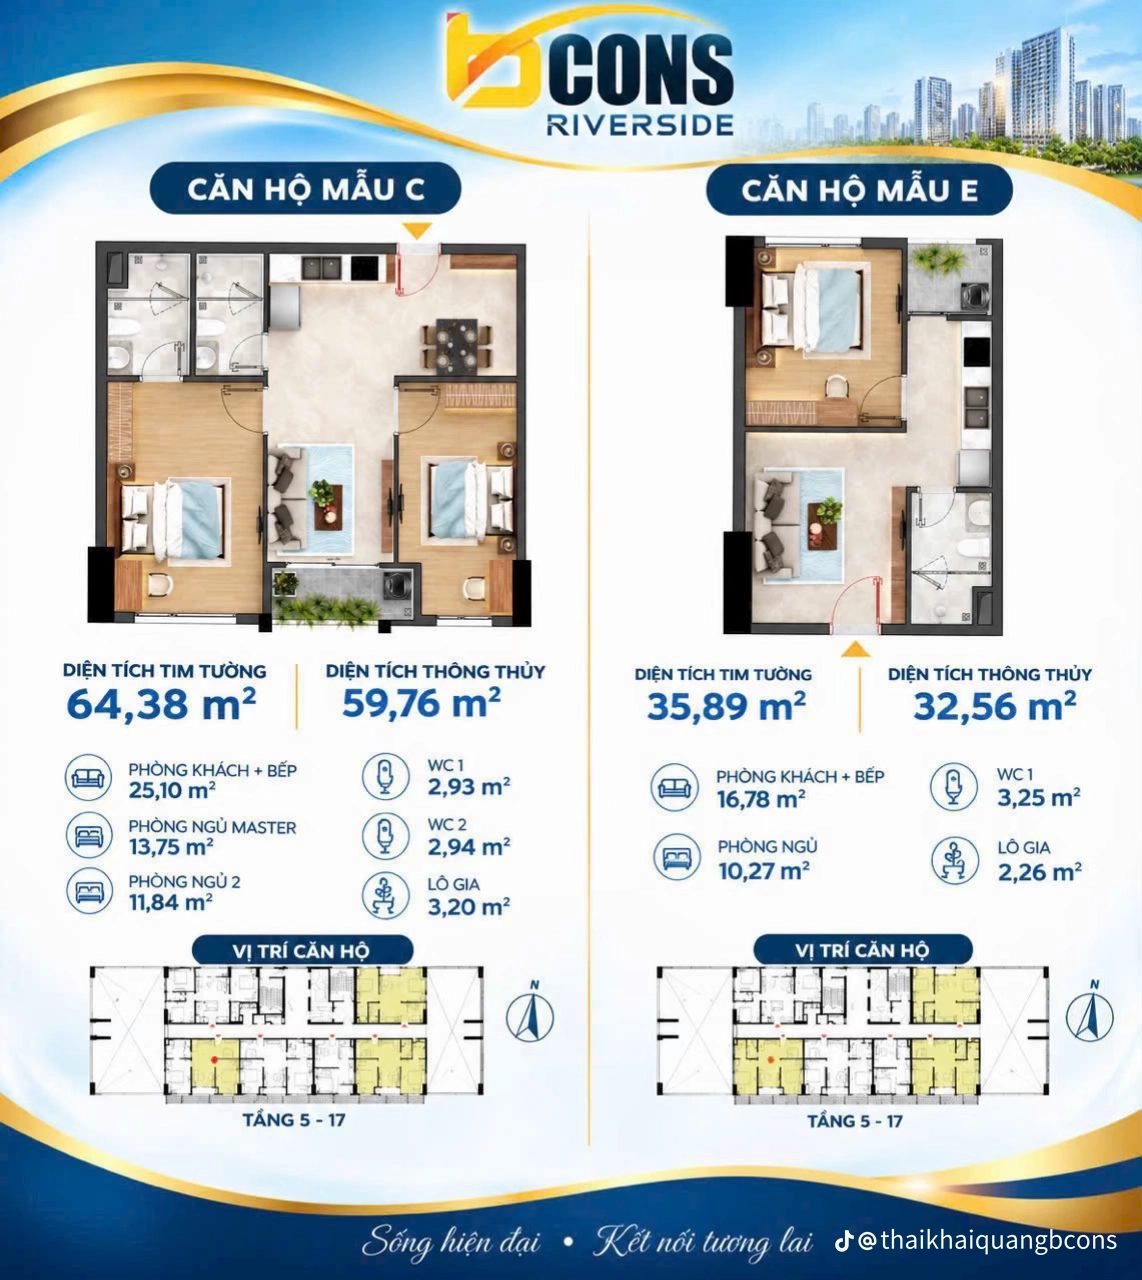 bCONS
RIVERSIDE
CĂN HỘ MẪU C
DIỆN TÍCH TIM TƯỜNG
64,38 m²
DIỆN TÍCH THÔNG THỦY
59,76 m²
PHÒNG KHÁCH + BẾP
25,10 m²
PHÒNG NGỦ MASTER
13,75 m²
PHÒNG NGỦ 2
11,84 m²
WC 1
2,93 m²
WC 2
2,94 m²
LÔ GIA
3,20 m²
VỊ TRÍ CĂN HỘ
N
TẦNG 5 - 17
CĂN HỘ MẪU E
DIỆN TÍCH TIM TƯỜNG
35,89 m²
DIỆN TÍCH THÔNG THỦY
32,56 m²
PHÒNG KHÁCH + BẾP
16,78 m²
PHÒNG NGỦ
10,27 m²
WC 1
3,25 m²
LÔ GIA
2,26 m²
VỊ TRÍ CĂN HỘ
N
TẦNG 5 - 17
Sống hiện đại • Kết nối tương lai
@thaikhaiquangbcons